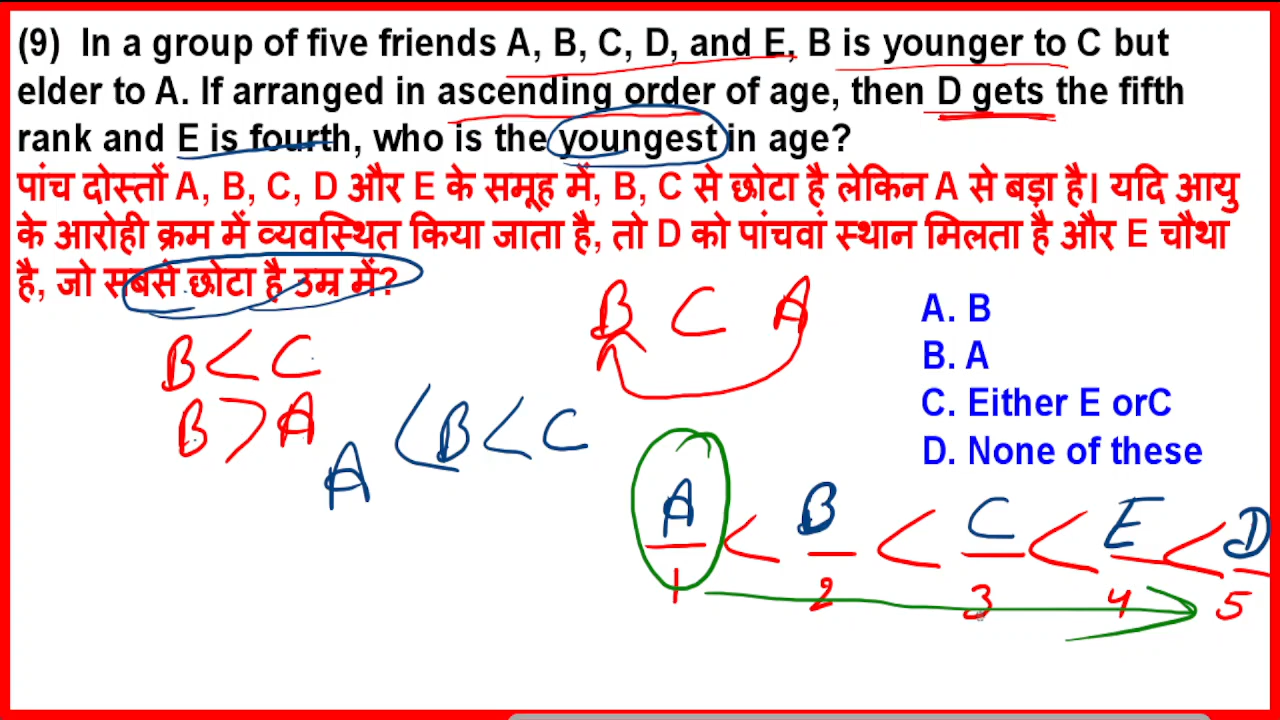 (9) In a group of five friends A, B, C, D, and E, B is younger to C but
elder to A. If arranged in ascending order of age, then D gets the fifth
rank and E is fourth, who is the youngest in age?
पांच दोस्तों A, B, C, D और E के समूह में, B, C से छोटा है लेकिन A से बड़ा है। यदि आयु
के आरोही क्रम में व्यवस्थित किया जाता है, तो D को पांचवां स्थान मिलता है और E चौथा
है, जो सबसे छोटा है उम्र में?
B C A
A. B
B. A
C. Either E orC
D. None of these
B < C
B > A
A < B < C
A < B < C < E < D
1 2 3 4 5